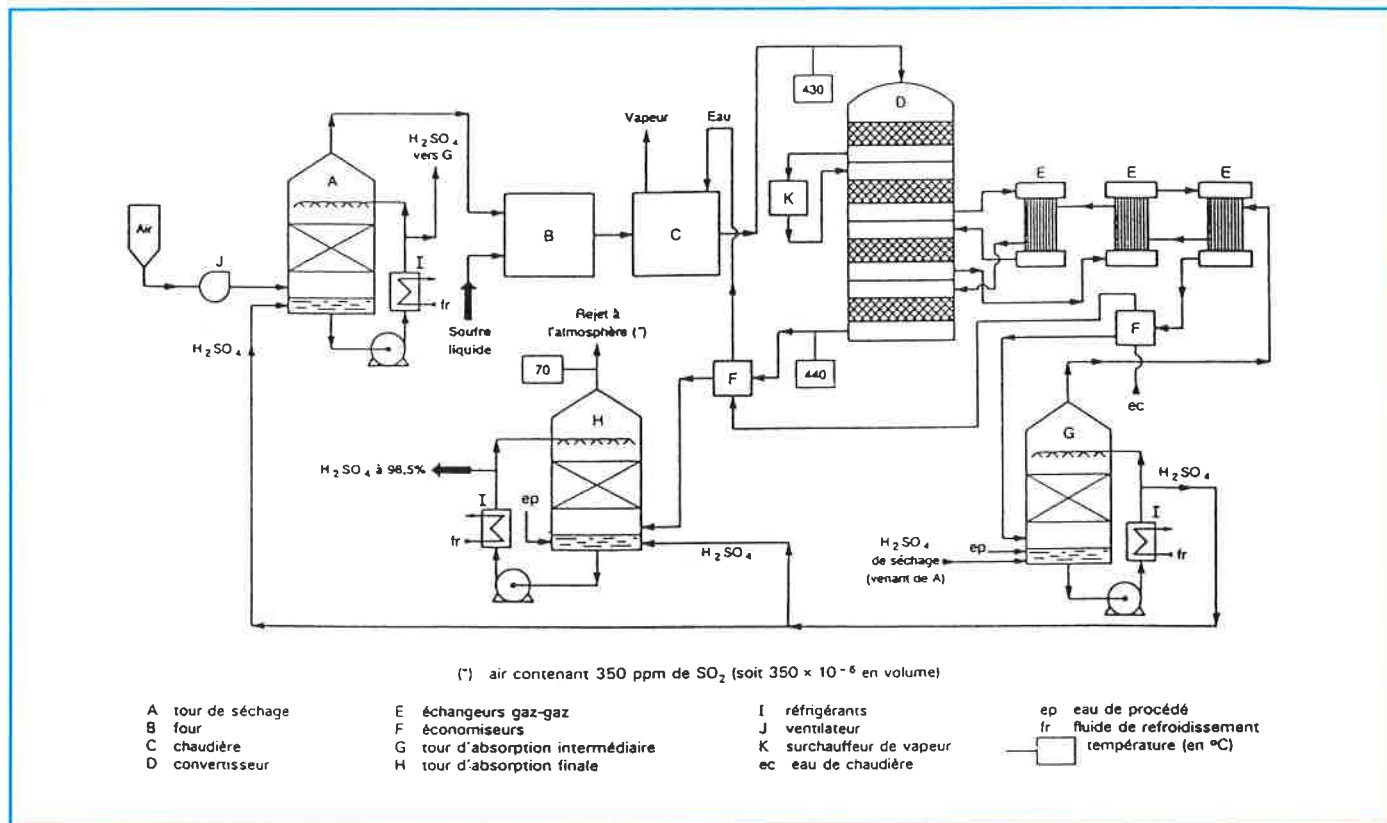 430
D
Vapeur
Eau
H₂SO₄
vers G
A
E
E
E
K
Air
J
B
C
I
fr
Soufre
liquide
H₂SO₄
Rejet à
l'atmosphère (*)
F
70
F
440
ec
H
G
H₂SO₄ à 98,5%
H₂SO₄
ep
I
I
fr
H₂SO₄
H₂SO₄
de séchage
(venant de A)
ep
fr
(*) air contenant 350 ppm de SO₂ (soit 350 × 10⁻⁶ en volume)
A tour de séchage
B four
C chaudière
D convertisseur
E échangeurs gaz-gaz
F économiseurs
G tour d'absorption intermédiaire
H tour d'absorption finale
I réfrigérants
J ventilateur
K surchauffeur de vapeur
ec eau de chaudière
ep eau de procédé
fr fluide de refroidissement
température (en ºC)